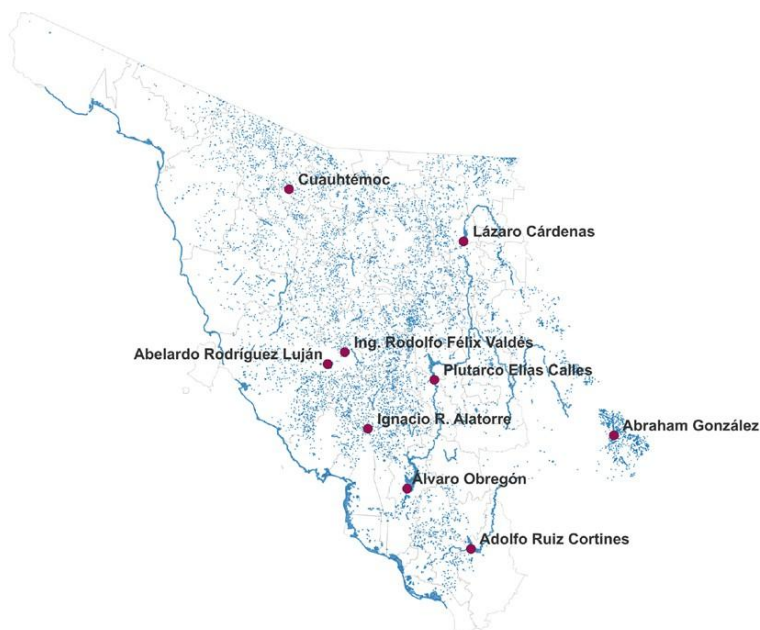 Cuauhtémoc
Lázaro Cárdenas
Ing. Rodolfo Félix Valdés
Abelardo Rodríguez Luján
Plutarco Elías Calles
Ignacio R. Alatorre
Abraham González
Álvaro Obregón
Adolfo Ruiz Cortines